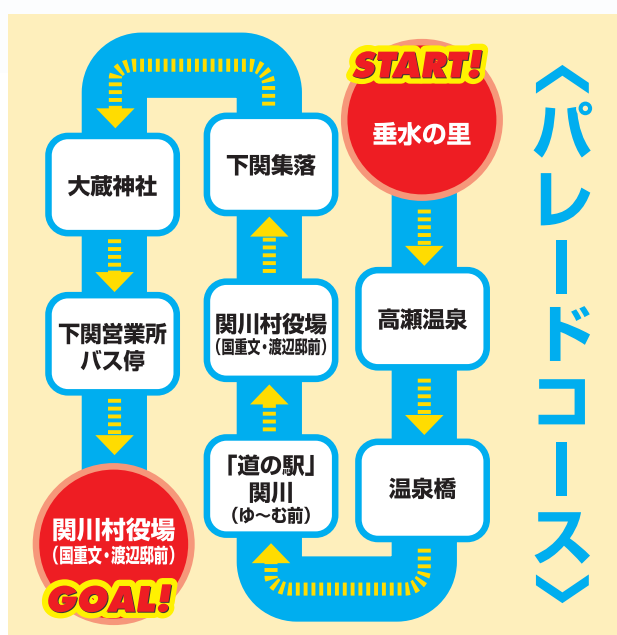 〈パレードコース〉
START!
垂水の里
高瀬温泉
温泉橋
「道の駅」
関川
（ゆ〜む前）
関川村役場
（国重文・渡辺邸前）
下関集落
大蔵神社
下関営業所
バス停
関川村役場
（国重文・渡辺邸前）
GOAL!